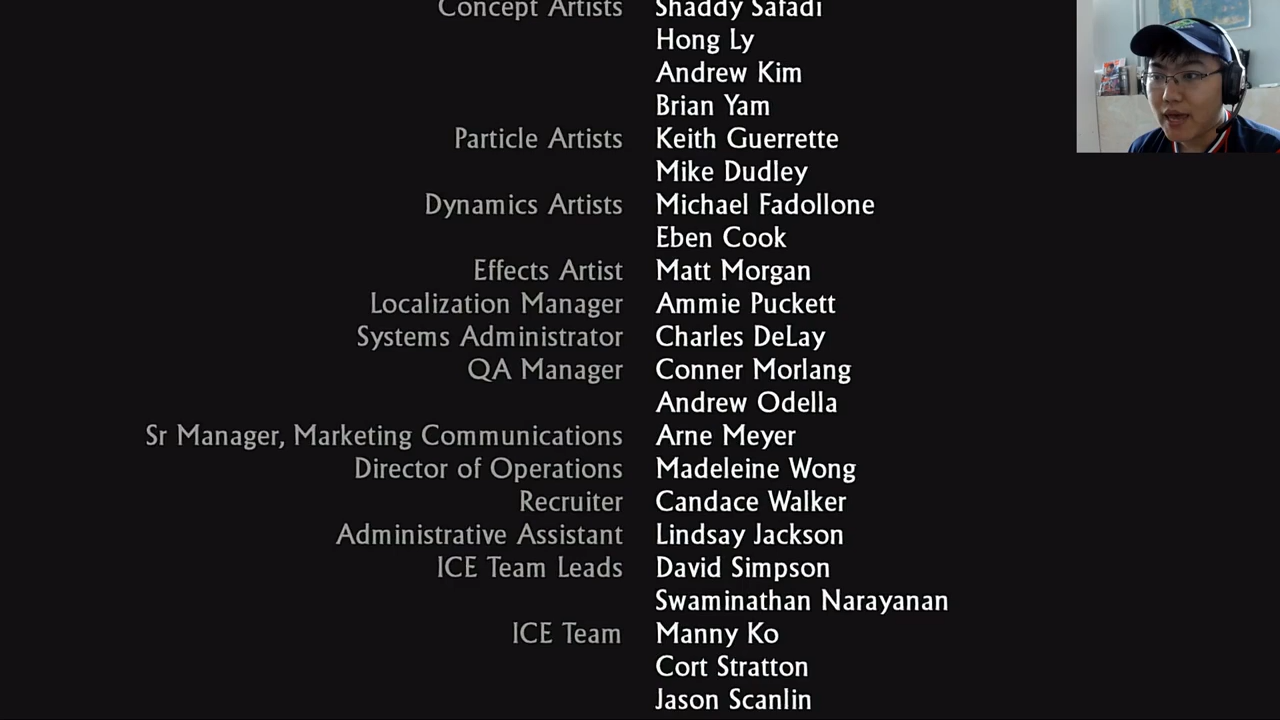 Concept Artists Shaddy Safadi
Hong Ly
Andrew Kim
Brian Yam
Particle Artists Keith Guerrette
Mike Dudley
Dynamics Artists Michael Fadollone
Eben Cook
Effects Artist Matt Morgan
Localization Manager Ammie Puckett
Systems Administrator Charles DeLay
QA Manager Conner Morlang
Andrew Odella
Sr Manager, Marketing Communications Arne Meyer
Director of Operations Madeleine Wong
Recruiter Candace Walker
Administrative Assistant Lindsay Jackson
ICE Team Leads David Simpson
Swaminathan Narayanan
ICE Team Manny Ko
Cort Stratton
Jason Scanlin